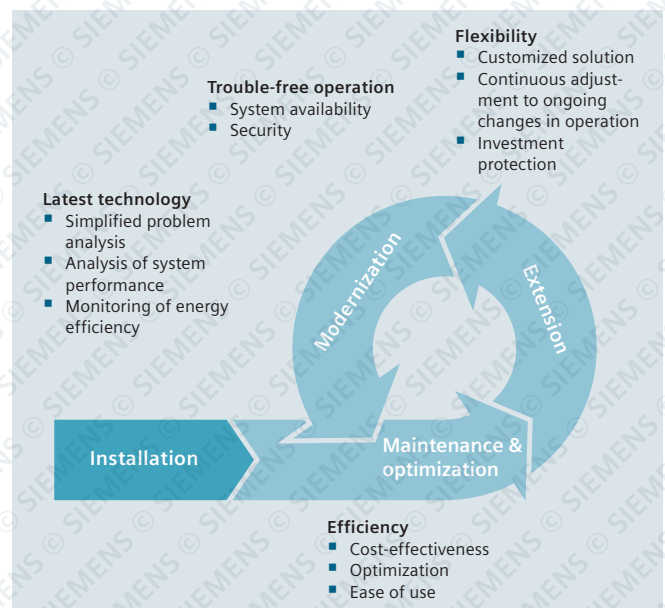 Flexibility
Customized solution
Continuous adjust-
ment to ongoing
changes in operation
Investment
protection
Trouble-free operation
System availability
Security
Latest technology
Simplified problem
analysis
Analysis of system
performance
Monitoring of energy
efficiency
Modernization
Extension
Installation
Maintenance &
optimization
Efficiency
Cost-effectiveness
Optimization
Ease of use
SIEMENS © SIEMENS © SIEMENS